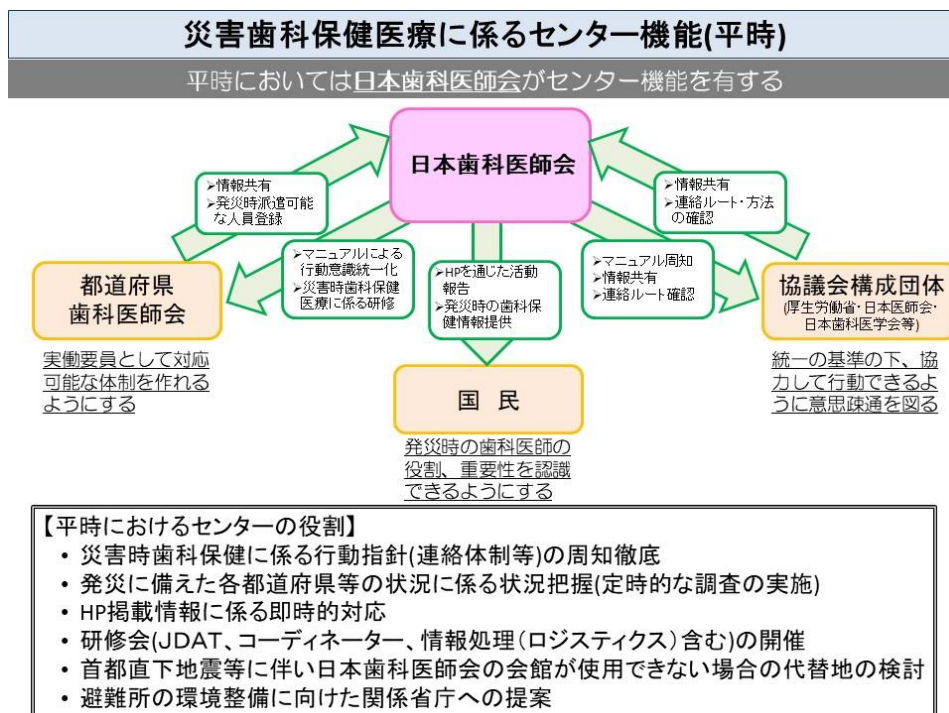 災害歯科保健医療に係るセンター機能(平時)
平時においては日本歯科医師会がセンター機能を有する
日本歯科医師会
➢情報共有
➢発災時派遣可能
な人員登録
➢情報共有
➢連絡ルート・方法
の確認
➢マニュアルによる
行動意識統一化
➢災害時歯科保健
医療に係る研修
➢HPを通じた活動
報告
➢発災時の歯科保
健情報提供
➢マニュアル周知
➢情報共有
➢連絡ルート確認
都道府県
歯科医師会
実働要員として対応
可能な体制を作れる
ようにする
国 民
発災時の歯科医師の
役割、重要性を認識
できるようにする
協議会構成団体
(厚生労働省・日本医師会・
日本歯科医学会等)
統一の基準の下、協
力して行動できるよ
うに意思疎通を図る
【平時におけるセンターの役割】
• 災害時歯科保健に係る行動指針(連絡体制等)の周知徹底
• 発災に備えた各都道府県等の状況に係る状況把握(定時的な調査の実施)
• HP掲載情報に係る即時的対応
• 研修会(JDAT、コーディネーター、情報処理(ロジスティクス)含む)の開催
• 首都直下地震等に伴い日本歯科医師会の会館が使用できない場合の代替地の検討
• 避難所の環境整備に向けた関係省庁への提案